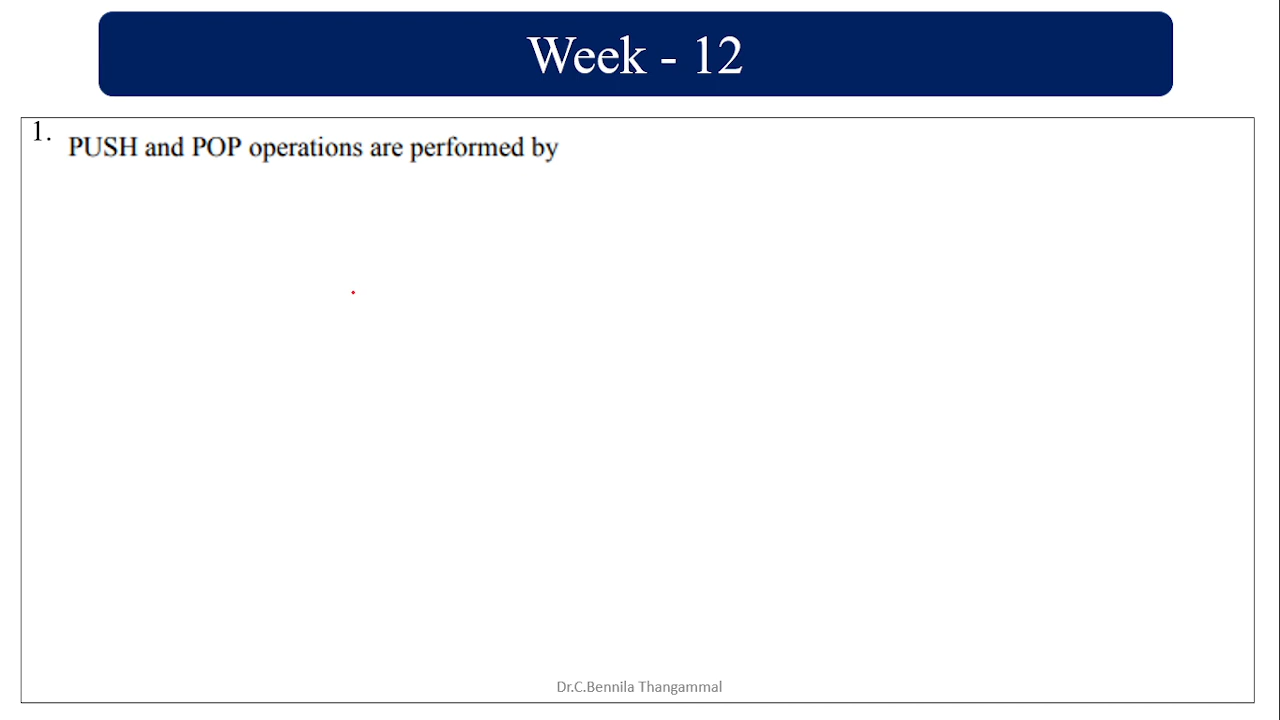 Week - 12
1.
PUSH and POP operations are performed by
Dr.C.Bennila Thangammal